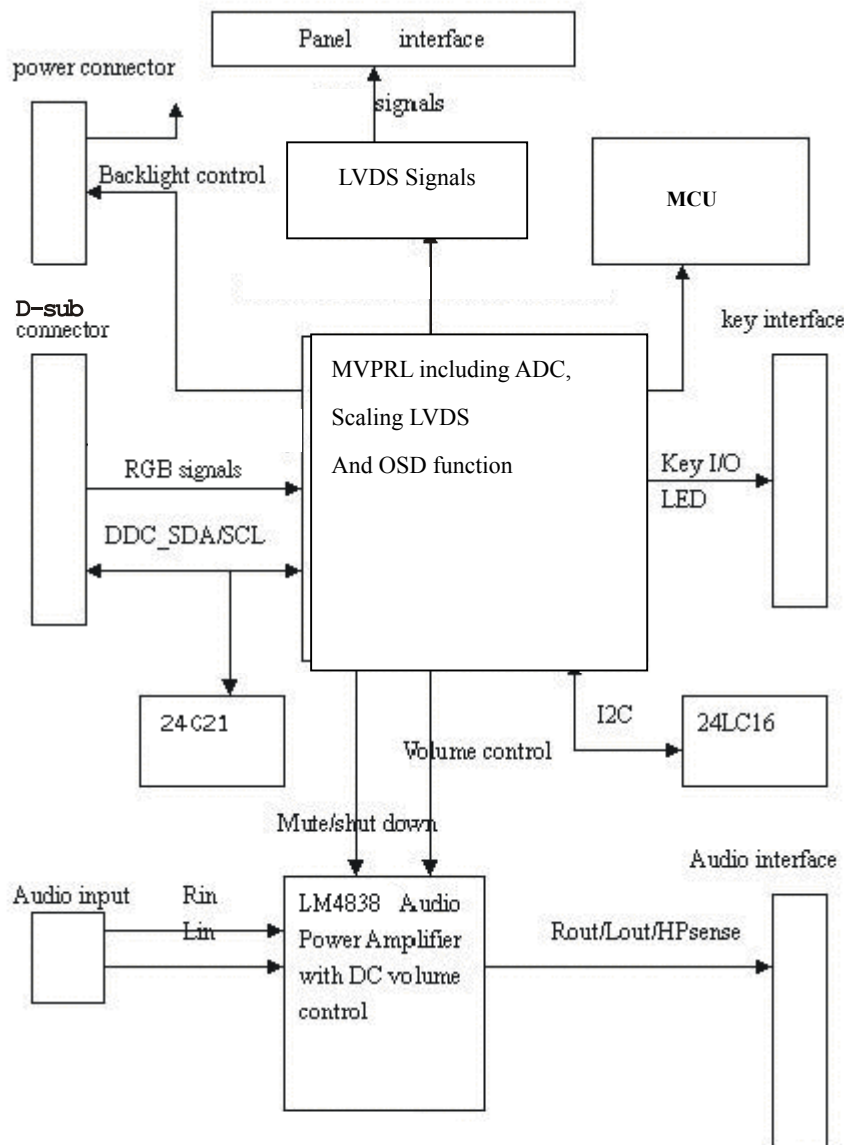 Panel interface
power connector
signals
Backlight control
LVDS Signals
MCU
D-sub
connector
key interface
MVPRL including ADC,
Scaling LVDS
And OSD function
RGB signals
Key I/O
LED
DDC_SDA/SCL
24C21
I2C
24LC16
Volume control
Mute/shut down
Audio interface
Audio input
Rin
Lin
LM4838 Audio
Power Amplifier
with DC volume
control
Rout/Lout/HPsense